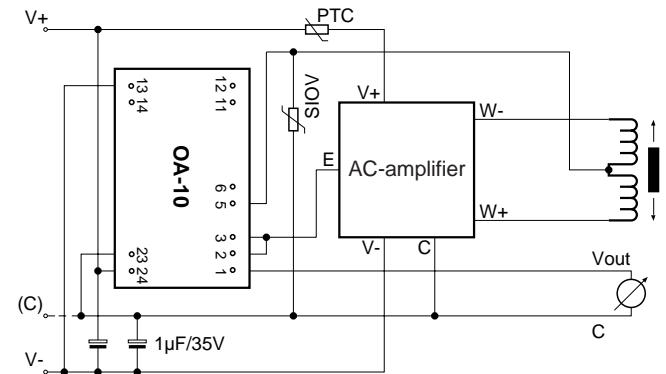 V+
PTC
13
14
12
11
SIOV
V+
W-
OA-10
E
AC-amplifier
6
5
3
2
1
W+
23
24
V-
C
Vout
(C)
C
1µF/35V
V-